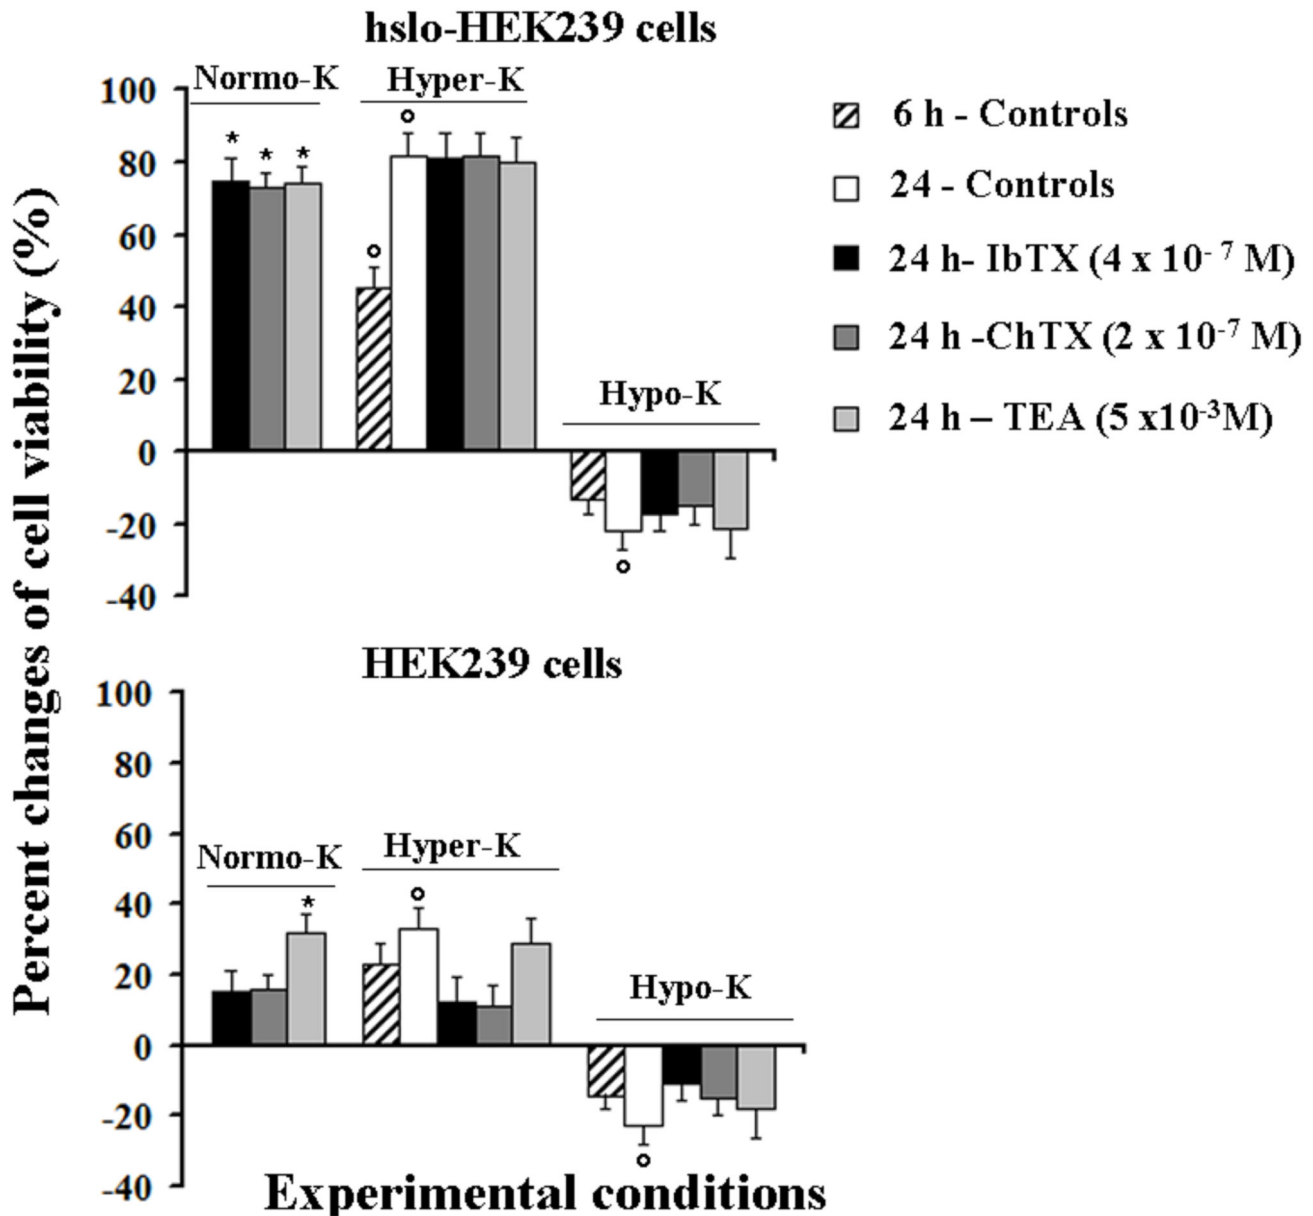 hslo-HEK239 cells
Normo-K
Hyper-K
100
80
60
40
20
0
-20
-40
* * *
° °
Hypo-K
°
6 h - Controls
24 - Controls
24 h- IbTX (4 x 10⁻ ⁷ M)
24 h -ChTX (2 x 10⁻⁷ M)
24 h – TEA (5 x10⁻³M)
Percent changes of cell viability (%)
HEK239 cells
100
80
60
40
20
0
-20
-40
Normo-K
Hyper-K
* °
Hypo-K
°
Experimental conditions